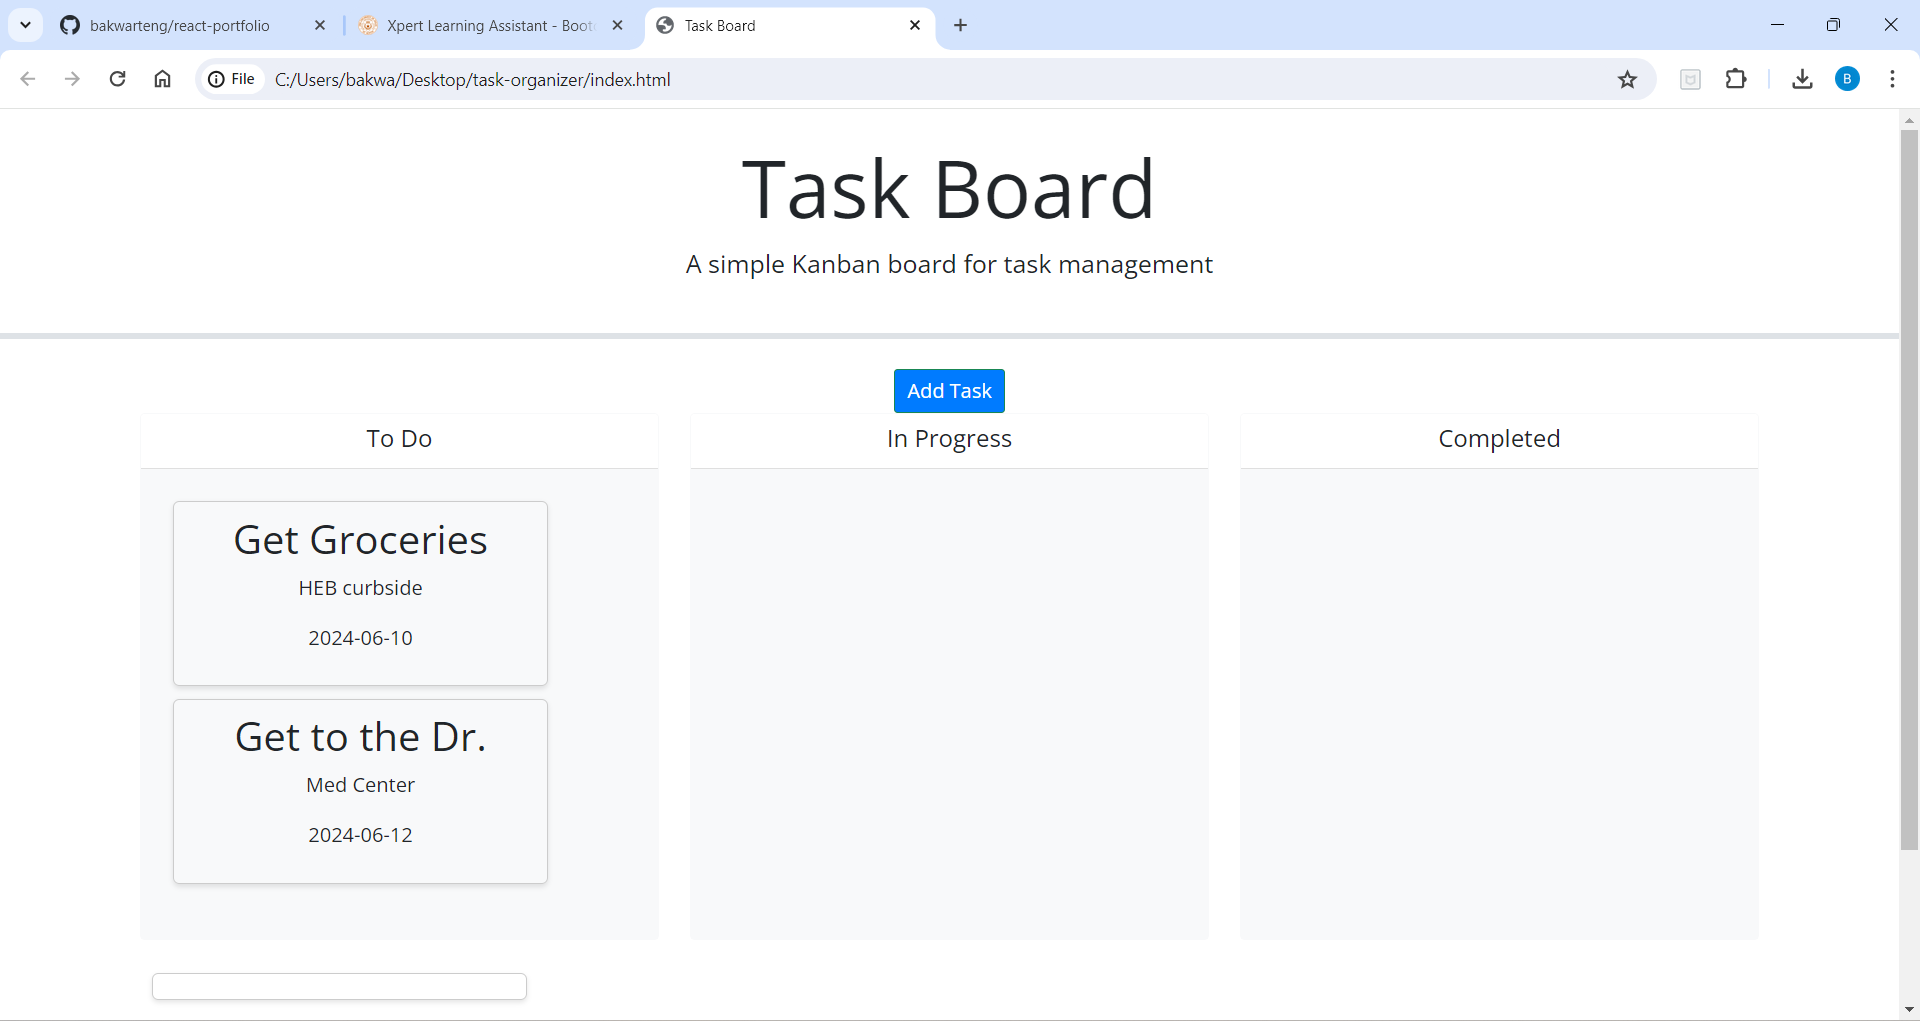 bakwarteng/react-portfolio
Xpert Learning Assistant - Boot
Task Board
File
C:/Users/bakwa/Desktop/task-organizer/index.html
B
Task Board
A simple Kanban board for task management
Add Task
To Do
In Progress
Completed
Get Groceries
HEB curbside
2024-06-10
Get to the Dr.
Med Center
2024-06-12